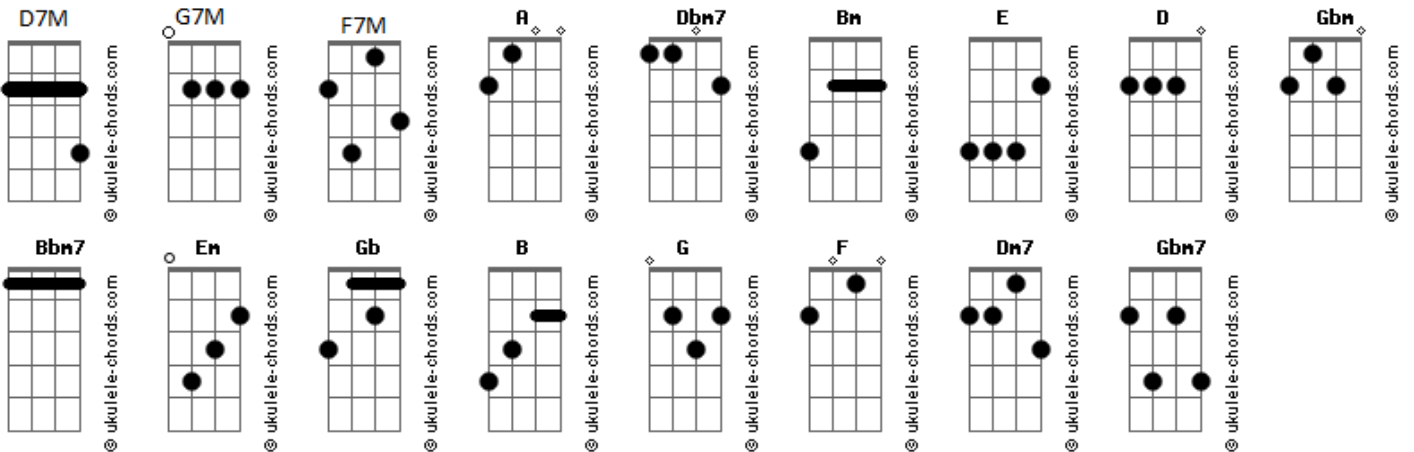 D7M G7M F7M A Dbm7 Bm E D Gbm
© ukulele-chords.com © ukulele-chords.com © ukulele-chords.com © ukulele-chords.com © ukulele-chords.com © ukulele-chords.com © ukulele-chords.com © ukulele-chords.com © ukulele-chords.com
Bbm7 Em Gb B G F Dm7 Gbm7
© ukulele-chords.com © ukulele-chords.com © ukulele-chords.com © ukulele-chords.com © ukulele-chords.com © ukulele-chords.com © ukulele-chords.com © ukulele-chords.com